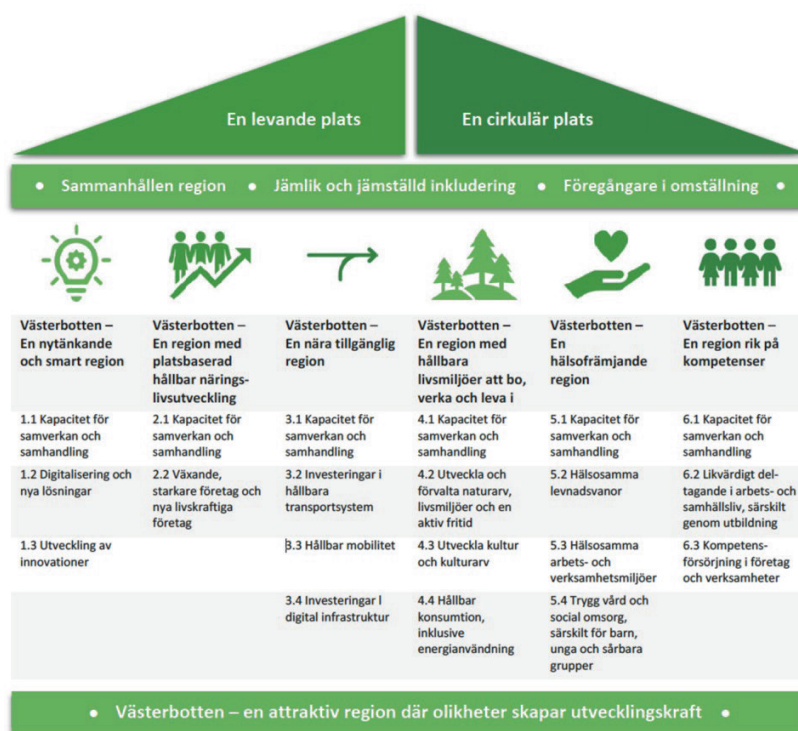 En levande plats
En cirkulär plats
• Sammanhållen region • Jämlik och jämställd inkludering • Föregångare i omställning •
Västerbotten –
En nytänkande
och smart region
Västerbotten –
En region med
platsbaserad
hållbar närings-
livsutveckling
Västerbotten –
En nära tillgänglig
region
Västerbotten –
En region med
hållbara
livsmiljöer att bo,
verka och leva i
Västerbotten –
En
hälsofrämjande
region
Västerbotten –
En region rik på
kompetenser
1.1 Kapacitet för
samverkan och
samhandling
2.1 Kapacitet för
samverkan och
samhandling
3.1 Kapacitet för
samverkan och
samhandling
4.1 Kapacitet för
samverkan och
samhandling
5.1 Kapacitet för
samverkan och
samhandling
6.1 Kapacitet för
samverkan och
samhandling
1.2 Digitalisering och
nya lösningar
2.2 Växande,
starkare företag och
nya livskraftiga
företag
3.2 Investeringar i
hållbara
transportsystem
4.2 Utveckla och
förvalta naturarv,
livsmiljöer och en
aktiv fritid
5.2 Hälsosamma
levnadsvanor
6.2 Likvärdigt del-
tagande i arbets- och
samhällsliv, särskilt
genom utbildning
1.3 Utveckling av
innovationer
3.3 Hållbar mobilitet
4.3 Utveckla kultur
och kulturarv
5.3 Hälsosamma
arbets- och
verksamhetsmiljöer
6.3 Kompetens-
försörjning i företag
och verksamheter
3.4 Investeringar l
digital infrastruktur
4.4 Hållbar
konsumtion,
inklusive
energianvändning
5.4 Trygg vård och
social omsorg,
särskilt för barn,
unga och sårbara
grupper
• Västerbotten – en attraktiv region där olikheter skapar utvecklingskraft •